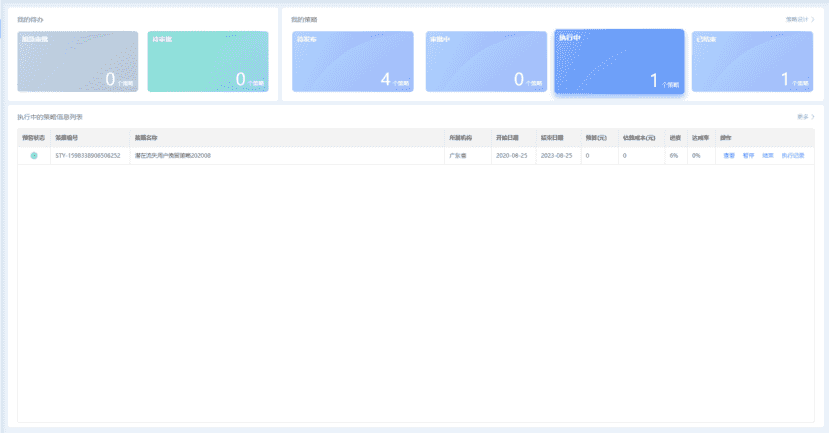 我的待办
我的策略
策略设计
待审批
待发布
审批中
执行中
已结束
0 个策略
0 个策略
4 个策略
0 个策略
1 个策略
1 个策略
执行中的策略信息列表
更多
预警状态 策略编号 策略名称 所属机构 开始日期 结束日期 预算(元) 估算成本(元) 进度 达成率 操作
STY-1598338908508252 潜在流失用户挽留策略202008 广东省 2020-08-25 2023-08-25 0 0 6% 0% 查看 暂停 结束 执行记录